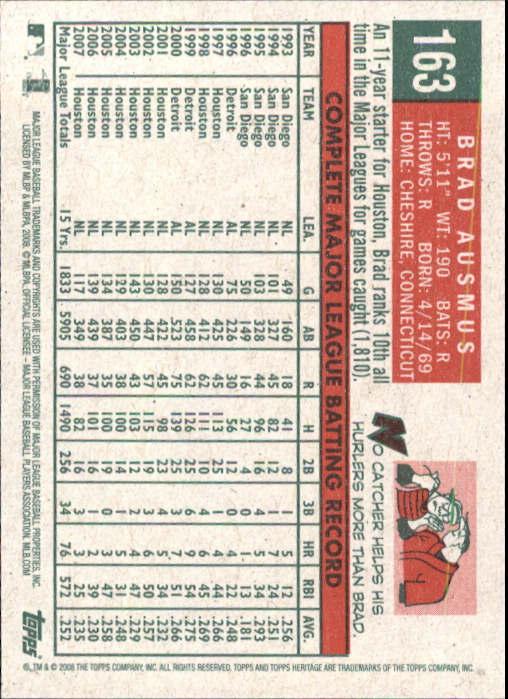 163
BRAD AUSMUS
HT: 5'11" WT: 190 BATS: R
THROWS: R BORN: 4/14/69
HOME: CHESHIRE, CONNECTICUT
NO CATCHER HELPS HIS
HURLERS MORE THAN BRAD.
An 11-year starter for Houston, Brad ranks 10th all
time in the Major Leagues for games caught (1,810).
COMPLETE MAJOR LEAGUE BATTING RECORD
YEAR TEAM LEA. G AB R H 2B 3B HR RBI AVG.
1993 San Diego NL 49 160 18 41 8 1 5 12 .256
1994 San Diego NL 101 327 45 82 12 1 7 24 .251
1995 San Diego NL 103 328 44 96 16 4 5 34 .293
1996 San Diego NL 50 149 16 27 4 0 1 13 .181
1996 Detroit AL 75 226 30 56 12 0 4 22 .248
1997 Houston NL 130 425 45 113 25 1 4 44 .266
1998 Houston NL 128 412 62 111 10 4 6 45 .269
1999 Detroit AL 127 458 62 126 25 6 9 54 .275
2000 Detroit AL 150 523 75 139 25 3 7 51 .266
2001 Houston NL 128 422 45 98 23 4 5 34 .232
2002 Houston NL 130 447 57 115 19 3 6 50 .257
2003 Houston NL 143 450 43 103 12 2 4 47 .229
2004 Houston NL 129 403 38 100 14 1 5 31 .248
2005 Houston NL 134 387 35 100 19 0 3 47 .258
2006 Houston NL 139 439 37 101 16 1 2 39 .230
2007 Houston NL 117 349 38 82 16 3 3 25 .235
Major League Totals 15 Yrs. 1833 5905 690 1490 256 34 76 572 .252
MAJOR LEAGUE BASEBALL TRADEMARKS AND COPYRIGHTS ARE USED WITH PERMISSION OF MAJOR LEAGUE BASEBALL PROPERTIES, INC.
LICENSED BY MLBP & MLBPA, 2008. © MLBPA. OFFICIAL LICENSEE – MAJOR LEAGUE BASEBALL PLAYERS ASSOCIATION. MLB.COM
Topps
®, TM & © 2008 THE TOPPS COMPANY, INC. ALL RIGHTS RESERVED. TOPPS AND TOPPS HERITAGE ARE TRADEMARKS OF THE TOPPS COMPANY, INC.